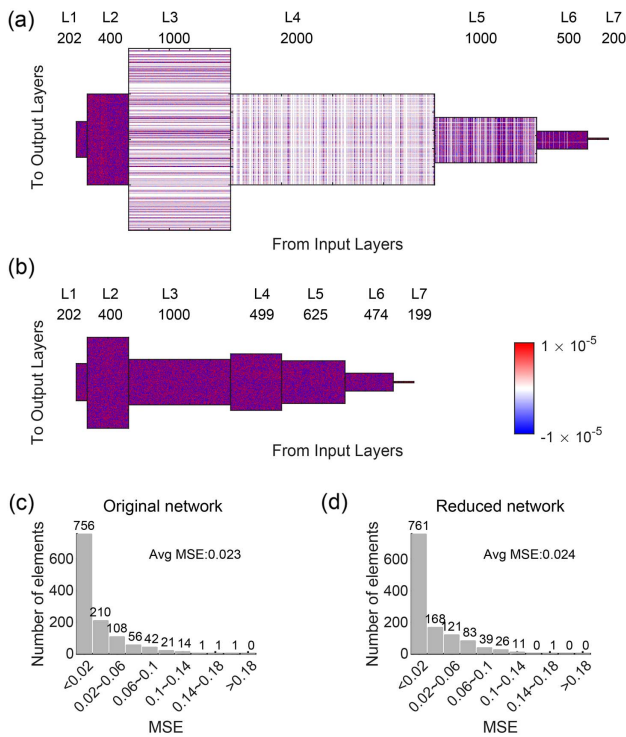 (a)
L1 L2 L3 L4 L5 L6 L7
202 400 1000 2000 1000 500 200
To Output Layers
From Input Layers
(b)
L1 L2 L3 L4 L5 L6 L7
202 400 1000 499 625 474 199
To Output Layers
From Input Layers
1 × 10^-5
-1 × 10^-5
(c)
Original network
Number of elements
600
400
200
0
756 210 108 56 42 21 14 1 1 1 0
Avg MSE:0.023
<0.02 0.02~0.06 0.06~0.1 0.1~0.14 0.14~0.18 >0.18
MSE
(d)
Reduced network
Number of elements
600
400
200
0
761 168 121 83 39 26 11 0 1 0 0
Avg MSE:0.024
<0.02 0.02~0.06 0.06~0.1 0.1~0.14 0.14~0.18 >0.18
MSE